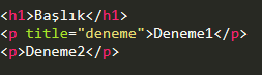 <h1>Başlık</h1>
<p title="deneme">Deneme1</p>
<p>Deneme2</p>